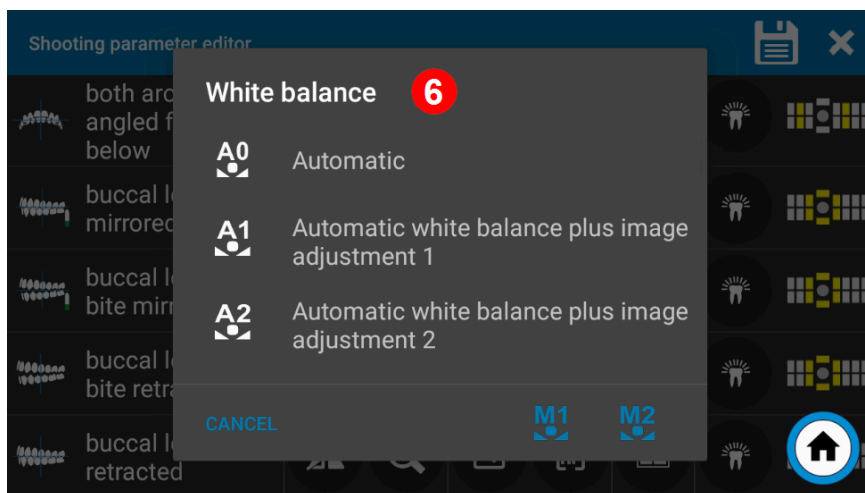 Shooting parameter editor
both arc
angled f
below
buccal l
mirrored
buccal l
bite mirr
buccal l
bite retra
buccal l
retracted
White balance
6
A0
Automatic
A1
Automatic white balance plus image
adjustment 1
A2
Automatic white balance plus image
adjustment 2
CANCEL
M1
M2